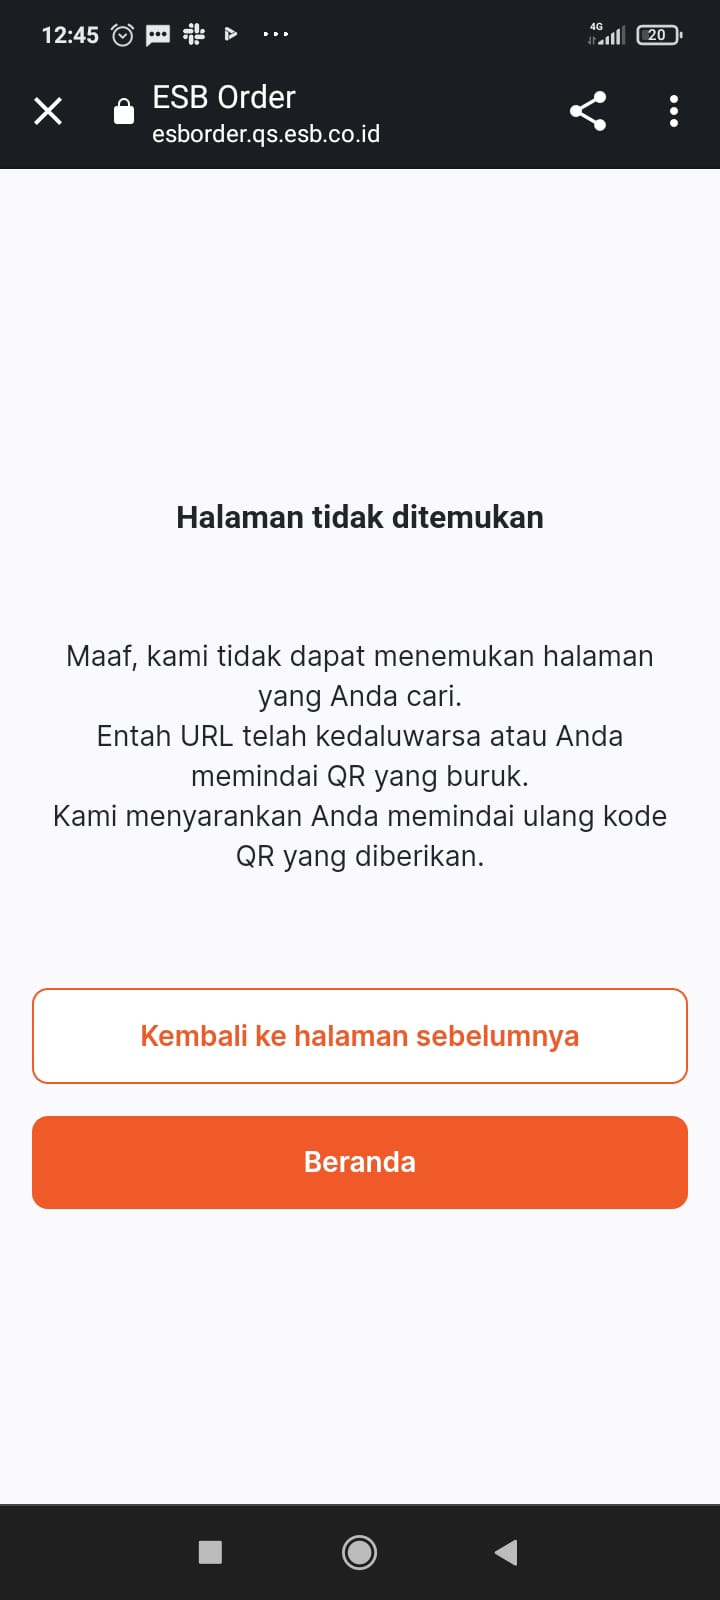 12:45
4G
20
ESB Order
esborder.qs.esb.co.id
Halaman tidak ditemukan
Maaf, kami tidak dapat menemukan halaman
yang Anda cari.
Entah URL telah kedaluwarsa atau Anda
memindai QR yang buruk.
Kami menyarankan Anda memindai ulang kode
QR yang diberikan.
Kembali ke halaman sebelumnya
Beranda